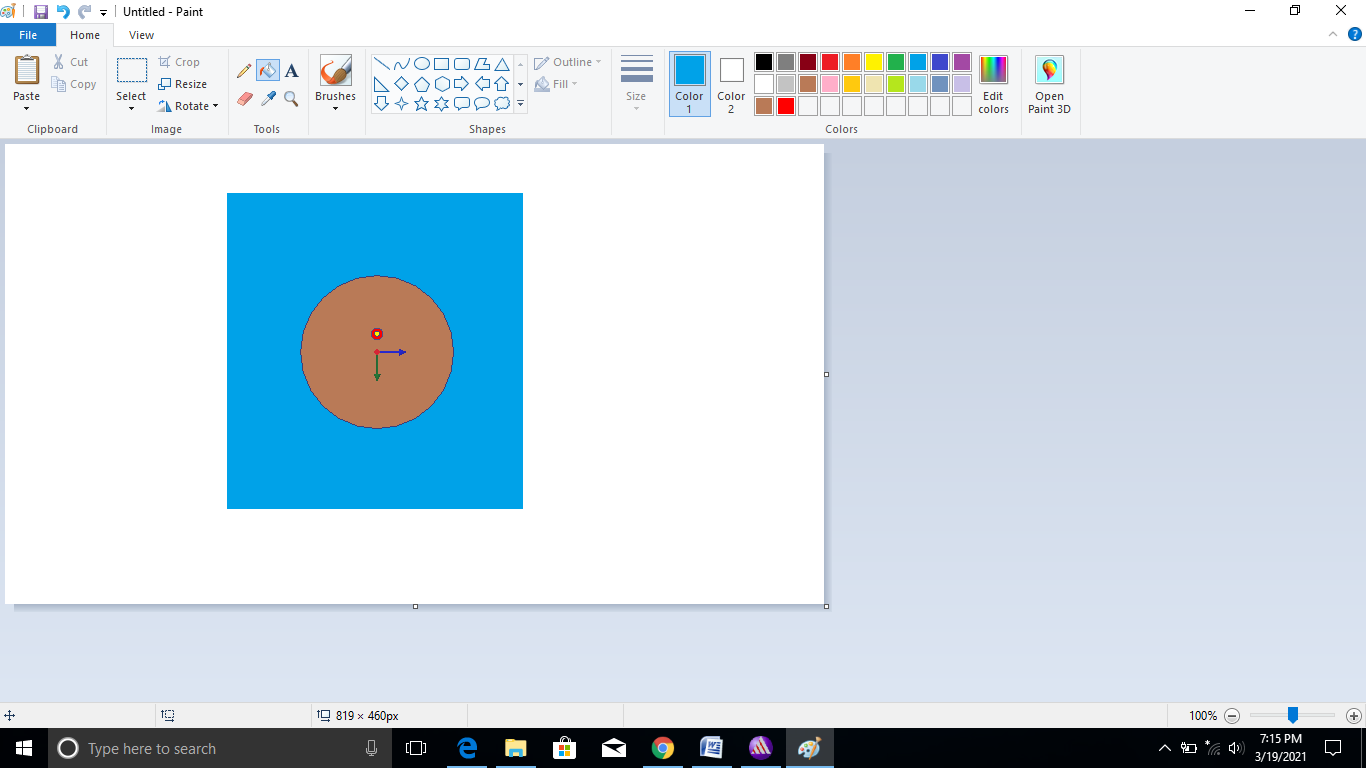 Untitled - Paint
File Home View
Paste
Cut
Copy
Clipboard
Select
Crop
Resize
Rotate
Image
A
Tools
Brushes
Shapes
Outline
Fill
Size
Color 1
Color 2
Edit colors
Colors
Open Paint 3D
819 × 460px
100%
Type here to search
7:15 PM
3/19/2021